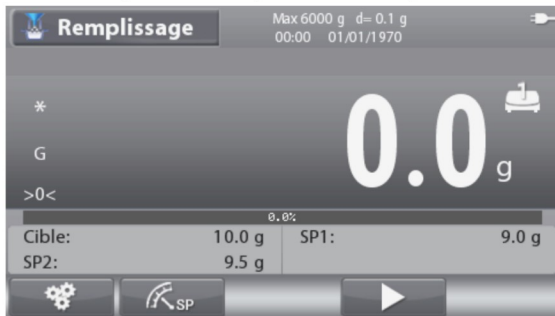 Remplissage
Max 6000 g d= 0.1 g
00:00 01/01/1970
1
*
G
0.0 g
>0<
0.0%
Cible: 10.0 g SP1: 9.0 g
SP2: 9.5 g
SP